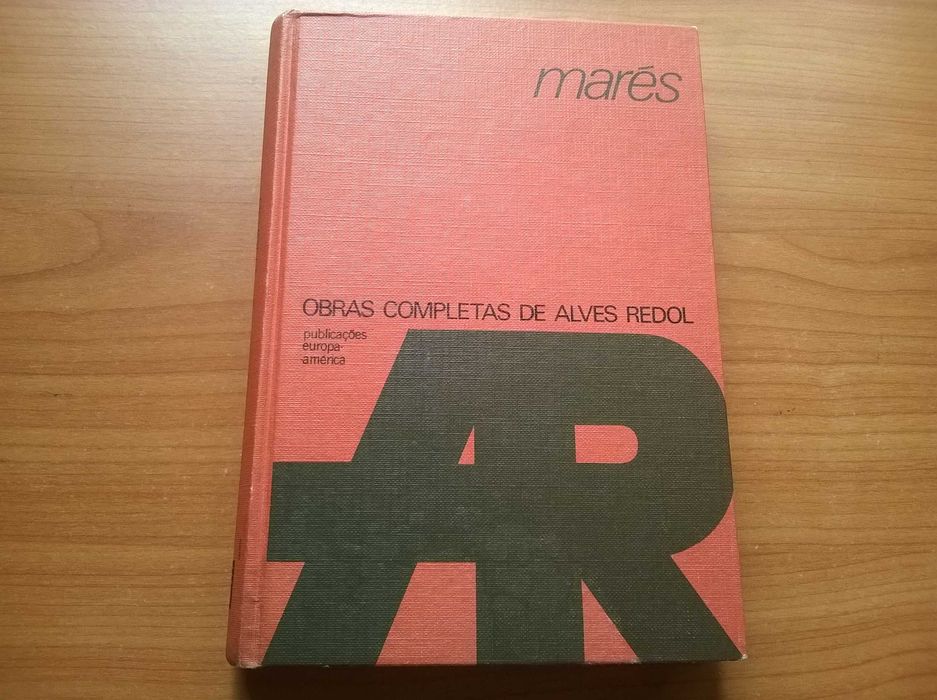 marés
OBRAS COMPLETAS DE ALVES REDOL
publicações
europa-
-américa
AR